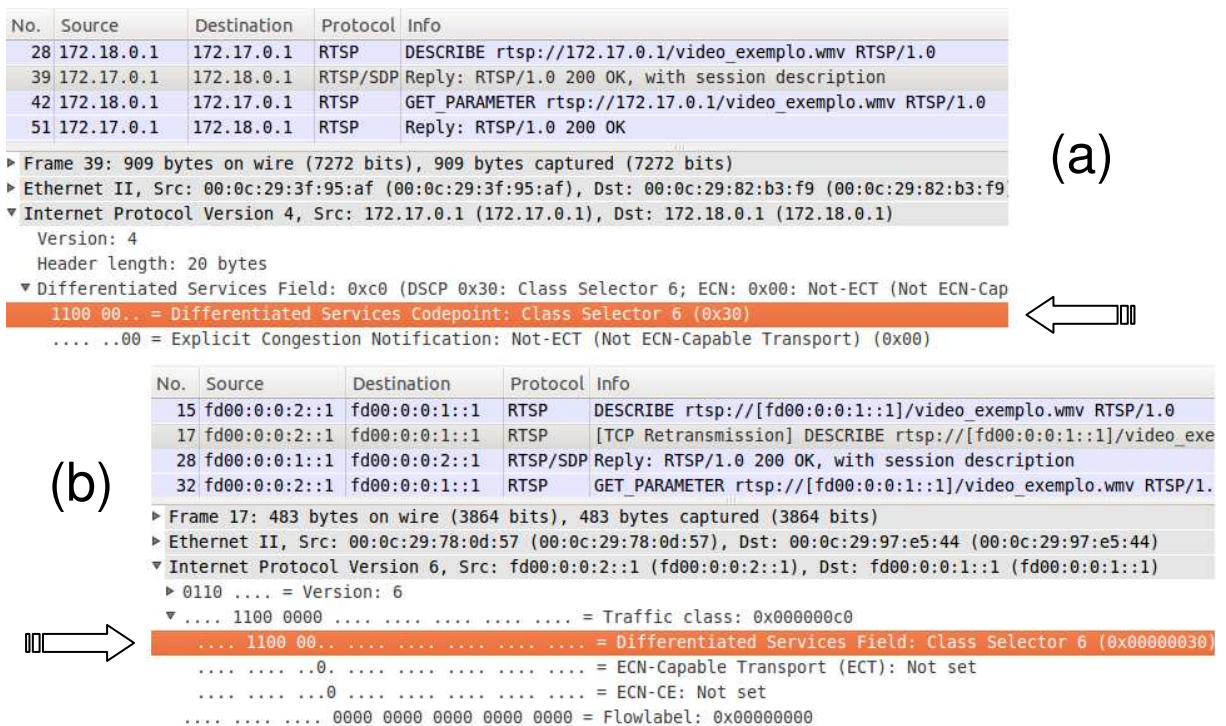 No. Source Destination Protocol Info
28 172.18.0.1 172.17.0.1 RTSP DESCRIBE rtsp://172.17.0.1/video_exemplo.wmv RTSP/1.0
39 172.17.0.1 172.18.0.1 RTSP/SDP Reply: RTSP/1.0 200 OK, with session description
42 172.18.0.1 172.17.0.1 RTSP GET_PARAMETER rtsp://172.17.0.1/video_exemplo.wmv RTSP/1.0
51 172.17.0.1 172.18.0.1 RTSP Reply: RTSP/1.0 200 OK
(a)
Frame 39: 909 bytes on wire (7272 bits), 909 bytes captured (7272 bits)
Ethernet II, Src: 00:0c:29:3f:95:af (00:0c:29:3f:95:af), Dst: 00:0c:29:82:b3:f9 (00:0c:29:82:b3:f9)
Internet Protocol Version 4, Src: 172.17.0.1 (172.17.0.1), Dst: 172.18.0.1 (172.18.0.1)
Version: 4
Header length: 20 bytes
Differentiated Services Field: 0xc0 (DSCP 0x30: Class Selector 6; ECN: 0x00: Not-ECT (Not ECN-Cap
1100 00.. = Differentiated Services Codepoint: Class Selector 6 (0x30)
.... ..00 = Explicit Congestion Notification: Not-ECT (Not ECN-Capable Transport) (0x00)
No. Source Destination Protocol Info
15 fd00:0:0:2::1 fd00:0:0:1::1 RTSP DESCRIBE rtsp://[fd00:0:0:1::1]/video_exemplo.wmv RTSP/1.0
17 fd00:0:0:2::1 fd00:0:0:1::1 RTSP [TCP Retransmission] DESCRIBE rtsp://[fd00:0:0:1::1]/video_exe
28 fd00:0:0:1::1 fd00:0:0:2::1 RTSP/SDP Reply: RTSP/1.0 200 OK, with session description
32 fd00:0:0:2::1 fd00:0:0:1::1 RTSP GET_PARAMETER rtsp://[fd00:0:0:1::1]/video_exemplo.wmv RTSP/1.
(b)
Frame 17: 483 bytes on wire (3864 bits), 483 bytes captured (3864 bits)
Ethernet II, Src: 00:0c:29:78:0d:57 (00:0c:29:78:0d:57), Dst: 00:0c:29:97:e5:44 (00:0c:29:97:e5:44)
Internet Protocol Version 6, Src: fd00:0:0:2::1 (fd00:0:0:2::1), Dst: fd00:0:0:1::1 (fd00:0:0:1::1)
0110 .... = Version: 6
.... 1100 0000 .... .... .... .... .... = Traffic class: 0x000000c0
.... 1100 00.. .... .... .... .... .... = Differentiated Services Field: Class Selector 6 (0x00000030)
.... .... ..0. .... .... .... .... .... = ECN-Capable Transport (ECT): Not set
.... .... ...0 .... .... .... .... .... = ECN-CE: Not set
.... .... .... 0000 0000 0000 0000 0000 = Flowlabel: 0x00000000